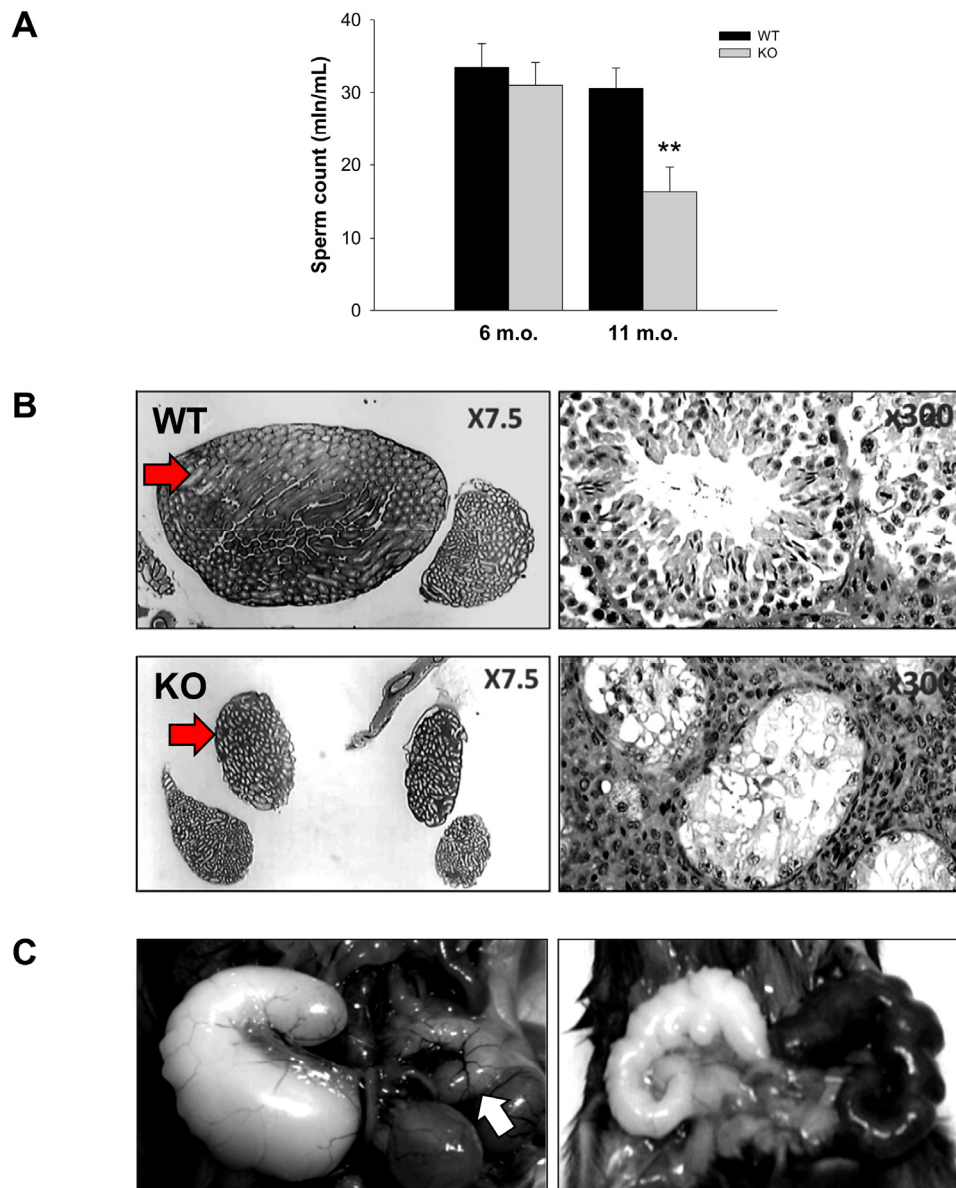 A
Sperm count (mln/mL)
40
30
20
10
0
WT
KO
**
6 m.o.
11 m.o.
B
WT
X7.5
x300
KO
X7.5
x300
C